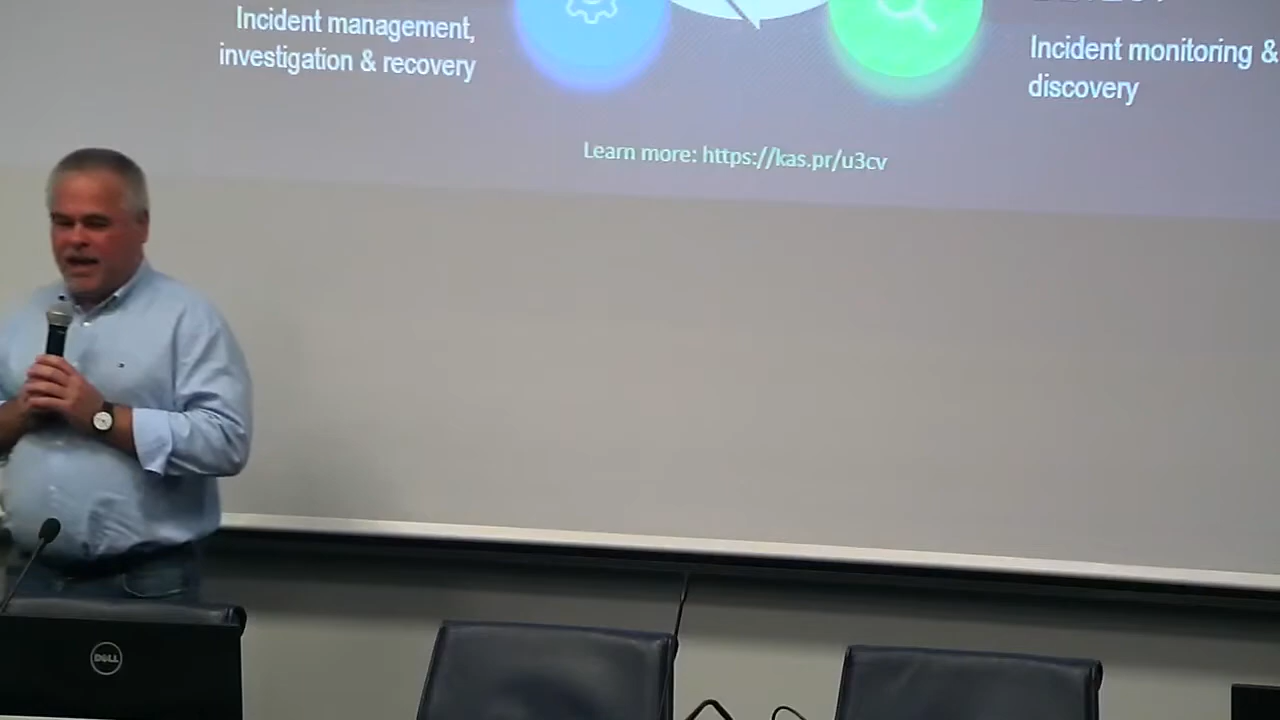 Incident management,
investigation & recovery
Incident monitoring &
discovery
Learn more: https://kas.pr/u3cv
DELL